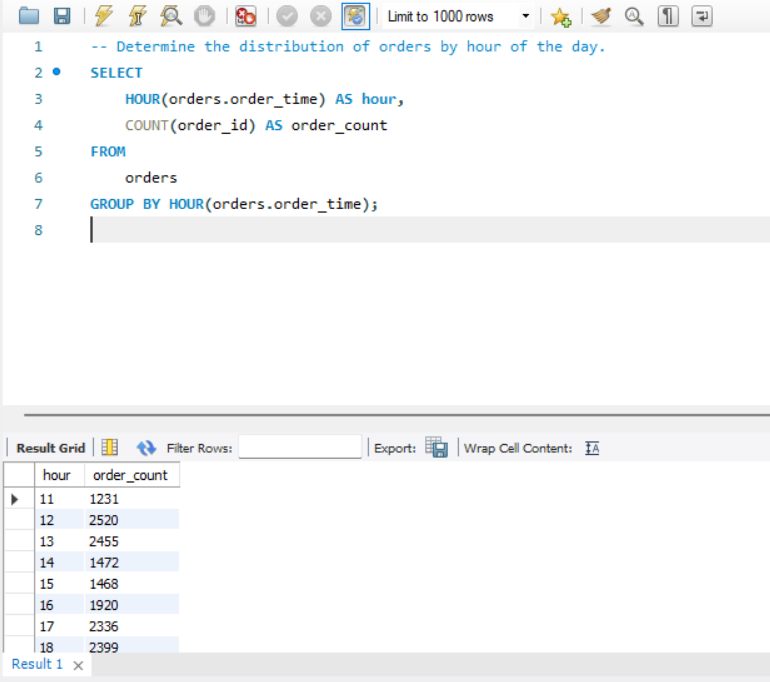 Limit to 1000 rows
1 -- Determine the distribution of orders by hour of the day.
2 SELECT
3 HOUR(orders.order_time) AS hour,
4 COUNT(order_id) AS order_count
5 FROM
6 orders
7 GROUP BY HOUR(orders.order_time);
8
Result Grid Filter Rows: Export: Wrap Cell Content:
hour order_count
11 1231
12 2520
13 2455
14 1472
15 1468
16 1920
17 2336
18 2399
Result 1